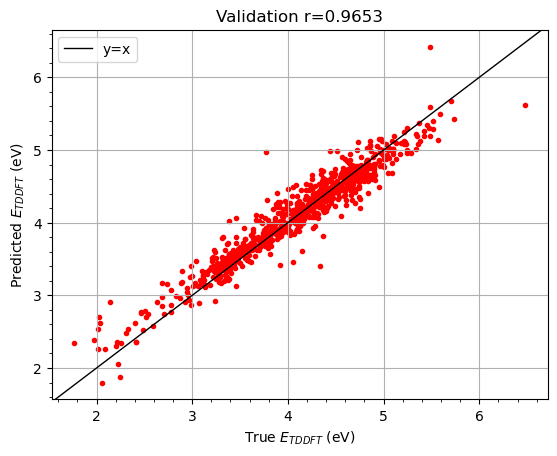 Validation r=0.9653
y=x
Predicted E_TDDFT (eV)
6
5
4
3
2
2 3 4 5 6
True E_TDDFT (eV)